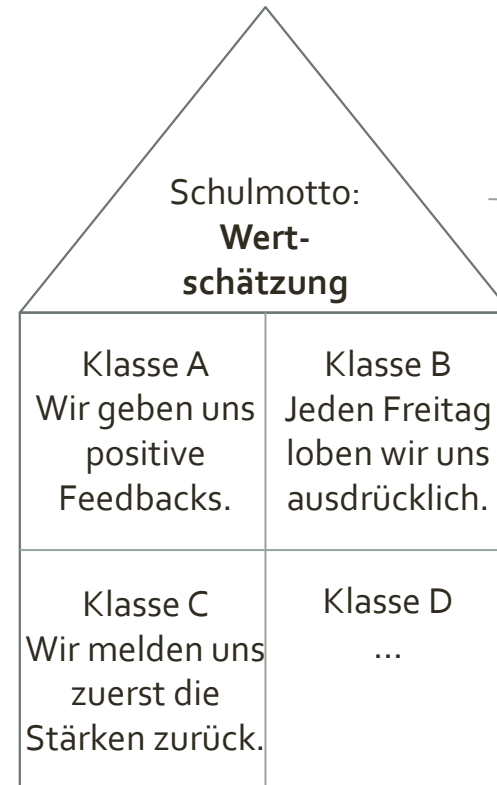 Schulmotto:
Wert-
schätzung
Klasse A
Wir geben uns
positive
Feedbacks.
Klasse B
Jeden Freitag
loben wir uns
ausdrücklich.
Klasse C
Wir melden uns
zuerst die
Stärken zurück.
Klasse D
...